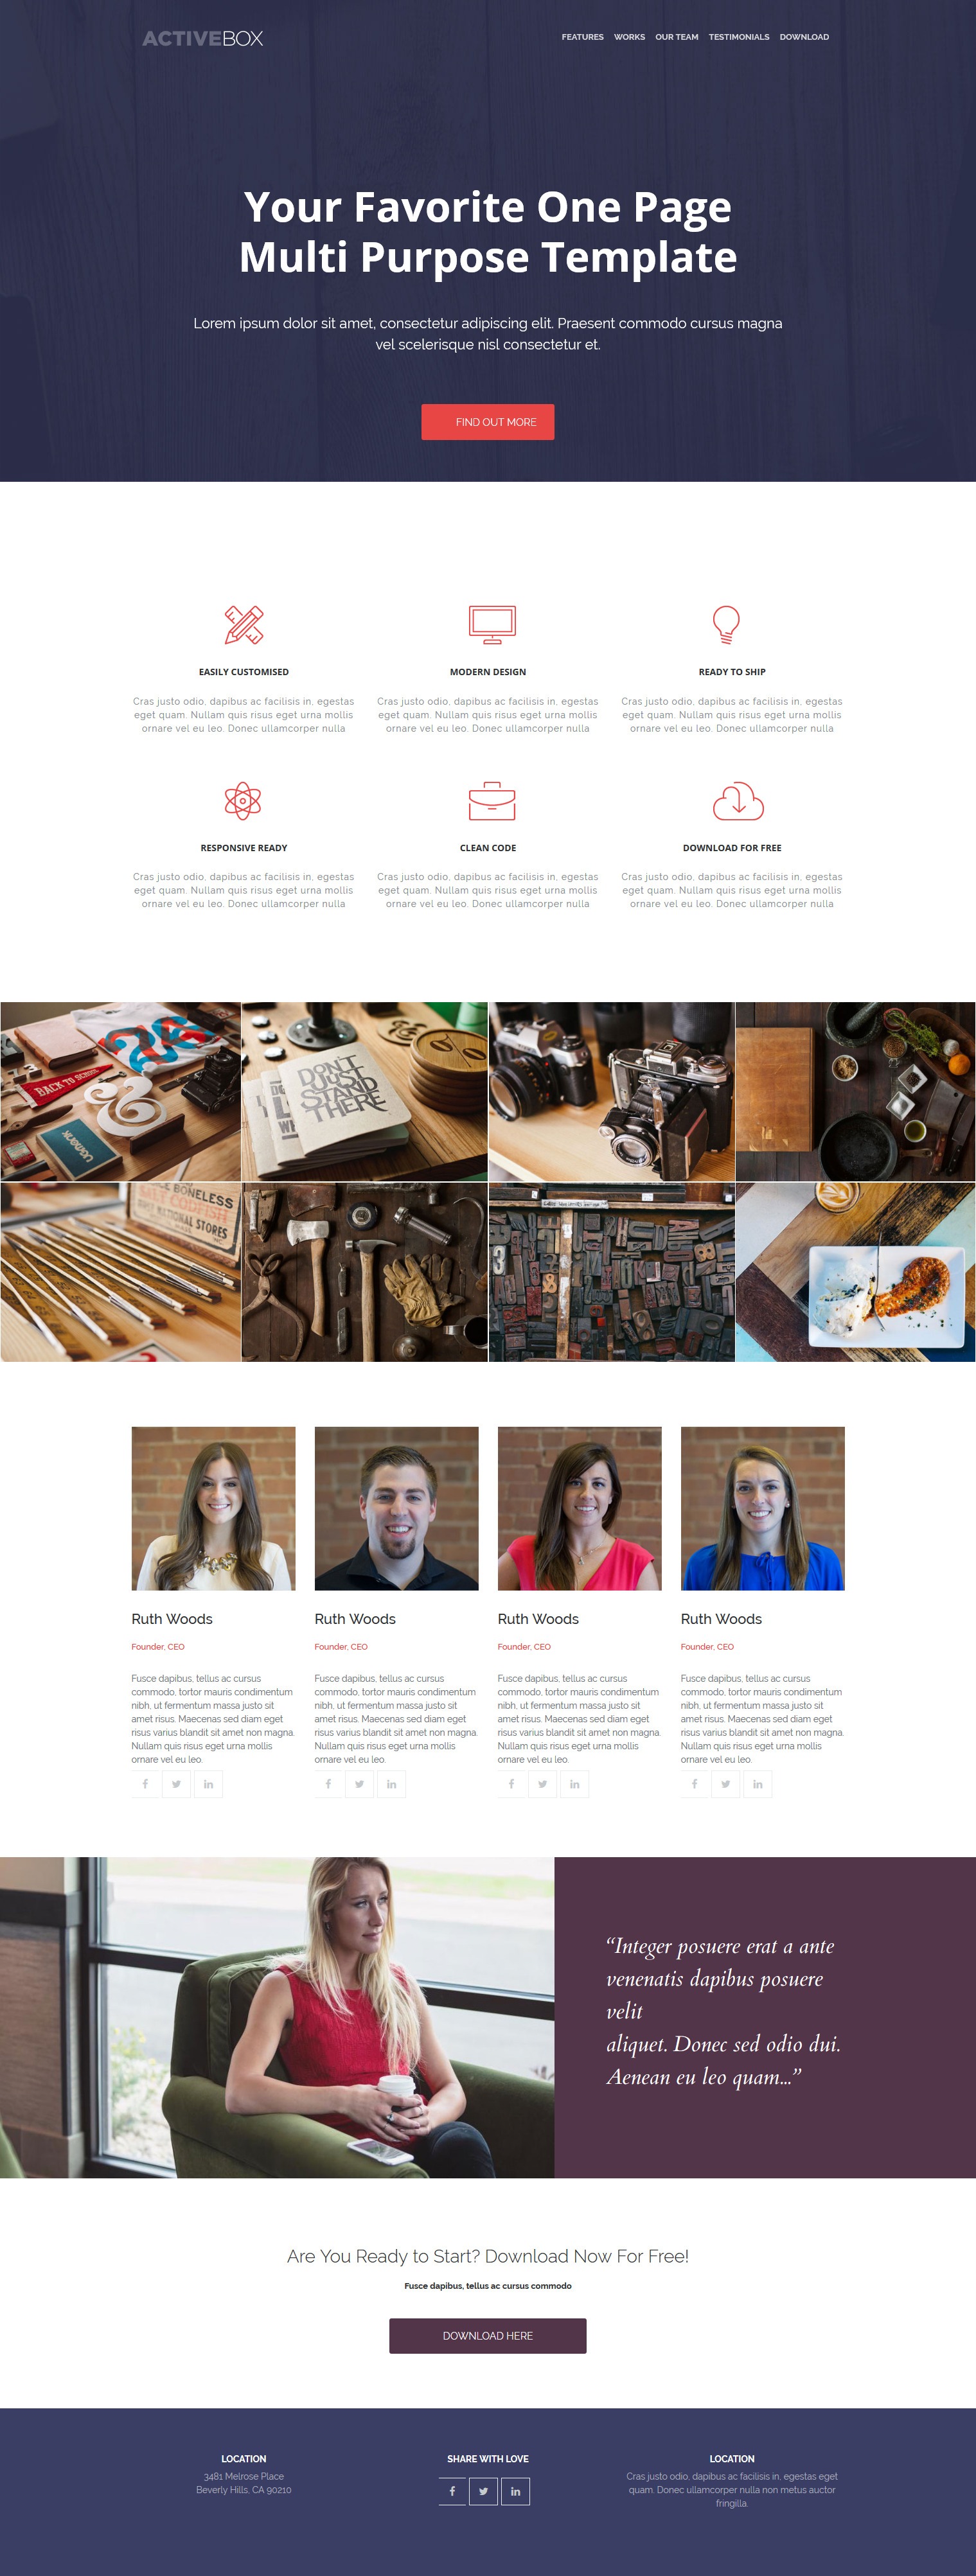 ACTIVEBOX
FEATURES WORKS OUR TEAM TESTIMONIALS DOWNLOAD
Your Favorite One Page
Multi Purpose Template
Lorem ipsum dolor sit amet, consectetur adipiscing elit. Praesent commodo cursus magna
vel scelerisque nisl consectetur et.
FIND OUT MORE
EASILY CUSTOMISED
Cras justo odio, dapibus ac facilisis in, egestas
eget quam. Nullam quis risus eget urna mollis
ornare vel eu leo. Donec ullamcorper nulla
MODERN DESIGN
Cras justo odio, dapibus ac facilisis in, egestas
eget quam. Nullam quis risus eget urna mollis
ornare vel eu leo. Donec ullamcorper nulla
READY TO SHIP
Cras justo odio, dapibus ac facilisis in, egestas
eget quam. Nullam quis risus eget urna mollis
ornare vel eu leo. Donec ullamcorper nulla
RESPONSIVE READY
Cras justo odio, dapibus ac facilisis in, egestas
eget quam. Nullam quis risus eget urna mollis
ornare vel eu leo. Donec ullamcorper nulla
CLEAN CODE
Cras justo odio, dapibus ac facilisis in, egestas
eget quam. Nullam quis risus eget urna mollis
ornare vel eu leo. Donec ullamcorper nulla
DOWNLOAD FOR FREE
Cras justo odio, dapibus ac facilisis in, egestas
eget quam. Nullam quis risus eget urna mollis
ornare vel eu leo. Donec ullamcorper nulla
BACK TO SCHOOL
&
DON'T
JUST
STAND
THERE
BONELESS
NATIONAL STORES
Ruth Woods
Founder, CEO
Fusce dapibus, tellus ac cursus
commodo, tortor mauris condimentum
nibh, ut fermentum massa justo sit
amet risus. Maecenas sed diam eget
risus varius blandit sit amet non magna.
Nullam quis risus eget urna mollis
ornare vel eu leo.
Ruth Woods
Founder, CEO
Fusce dapibus, tellus ac cursus
commodo, tortor mauris condimentum
nibh, ut fermentum massa justo sit
amet risus. Maecenas sed diam eget
risus varius blandit sit amet non magna.
Nullam quis risus eget urna mollis
ornare vel eu leo.
Ruth Woods
Founder, CEO
Fusce dapibus, tellus ac cursus
commodo, tortor mauris condimentum
nibh, ut fermentum massa justo sit
amet risus. Maecenas sed diam eget
risus varius blandit sit amet non magna.
Nullam quis risus eget urna mollis
ornare vel eu leo.
Ruth Woods
Founder, CEO
Fusce dapibus, tellus ac cursus
commodo, tortor mauris condimentum
nibh, ut fermentum massa justo sit
amet risus. Maecenas sed diam eget
risus varius blandit sit amet non magna.
Nullam quis risus eget urna mollis
ornare vel eu leo.
“Integer posuere erat a ante
venenatis dapibus posuere
velit
aliquet. Donec sed odio dui.
Aenean eu leo quam...”
Are You Ready to Start? Download Now For Free!
Fusce dapibus, tellus ac cursus commodo
DOWNLOAD HERE
LOCATION
3481 Melrose Place
Beverly Hills, CA 90210
SHARE WITH LOVE
LOCATION
Cras justo odio, dapibus ac facilisis in, egestas eget
quam. Donec ullamcorper nulla non metus auctor
fringilla.